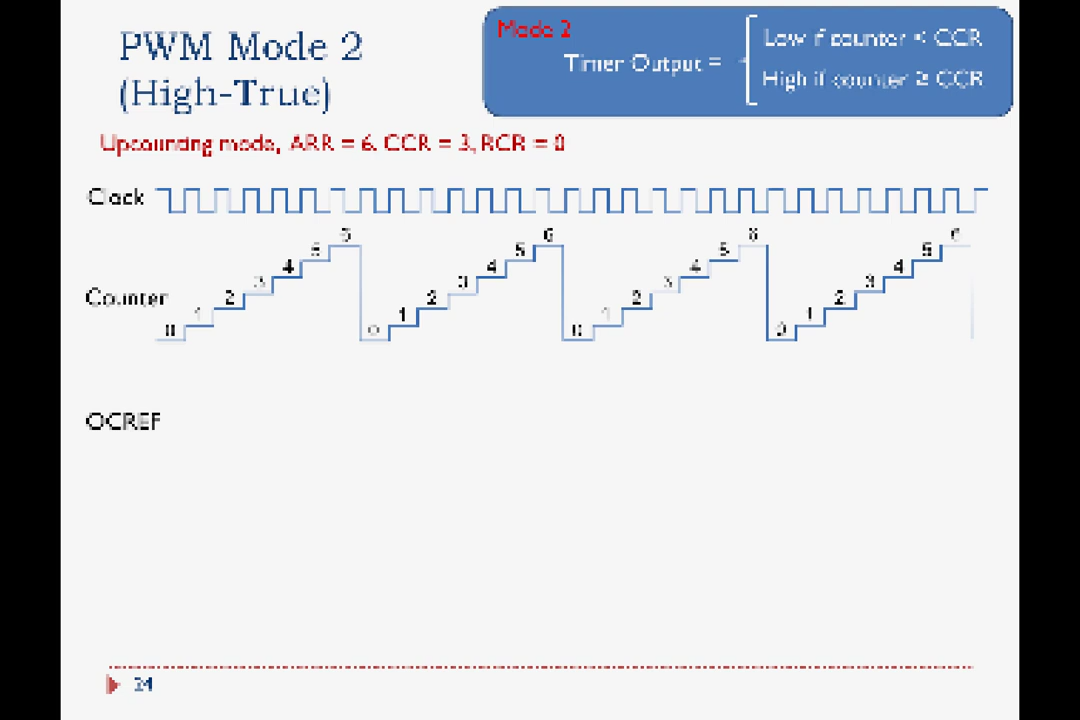 PWM Mode 2
(High-True)
Mode 2
Timer Output =
Low if counter < CCR
High if counter ≥ CCR
Upcounting mode, ARR = 6, CCR = 3, RCR = 0
Clock
Counter
0 1 2 3 4 5 6 0 1 2 3 4 5 6 0 1 2 3 4 5 6 0 1 2 3 4 5 6
OCREF
24